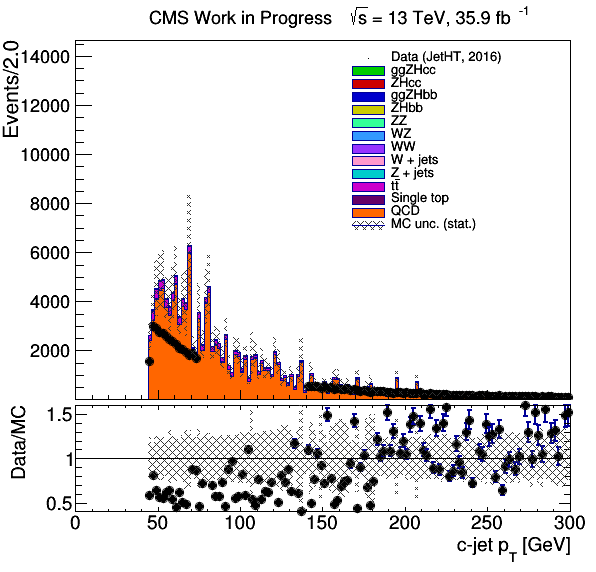 CMS Work in Progress √s = 13 TeV, 35.9 fb⁻¹
Events/2.0
14000
12000
10000
8000
6000
4000
2000
Data (JetHT, 2016)
ggZHcc
ZHcc
ggZHbb
ZHbb
ZZ
WZ
WW
W + jets
Z + jets
tt̄
Single top
QCD
MC unc. (stat.)
Data/MC
1.5
1
0.5
0 50 100 150 200 250 300
c-jet p_T [GeV]